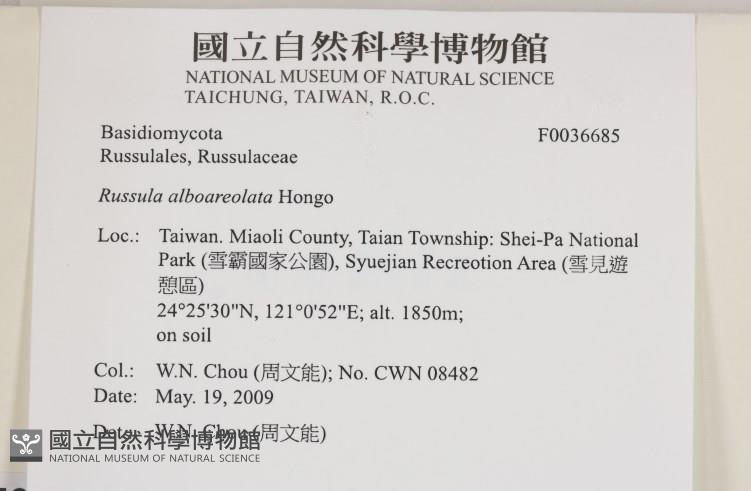 國立自然科學博物館
NATIONAL MUSEUM OF NATURAL SCIENCE
TAICHUNG, TAIWAN, R.O.C.
Basidiomycota F0036685
Russulales, Russulaceae
Russula alboareolata Hongo
Loc.: Taiwan. Miaoli County, Taian Township: Shei-Pa National
Park (雪霸國家公園), Syuejian Recreotion Area (雪見遊
憩區)
24°25'30"N, 121°0'52"E; alt. 1850m;
on soil
Col.: W.N. Chou (周文能); No. CWN 08482
Date: May. 19, 2009
W.N. Chou (周文能)
國立自然科學博物館
NATIONAL MUSEUM OF NATURAL SCIENCE